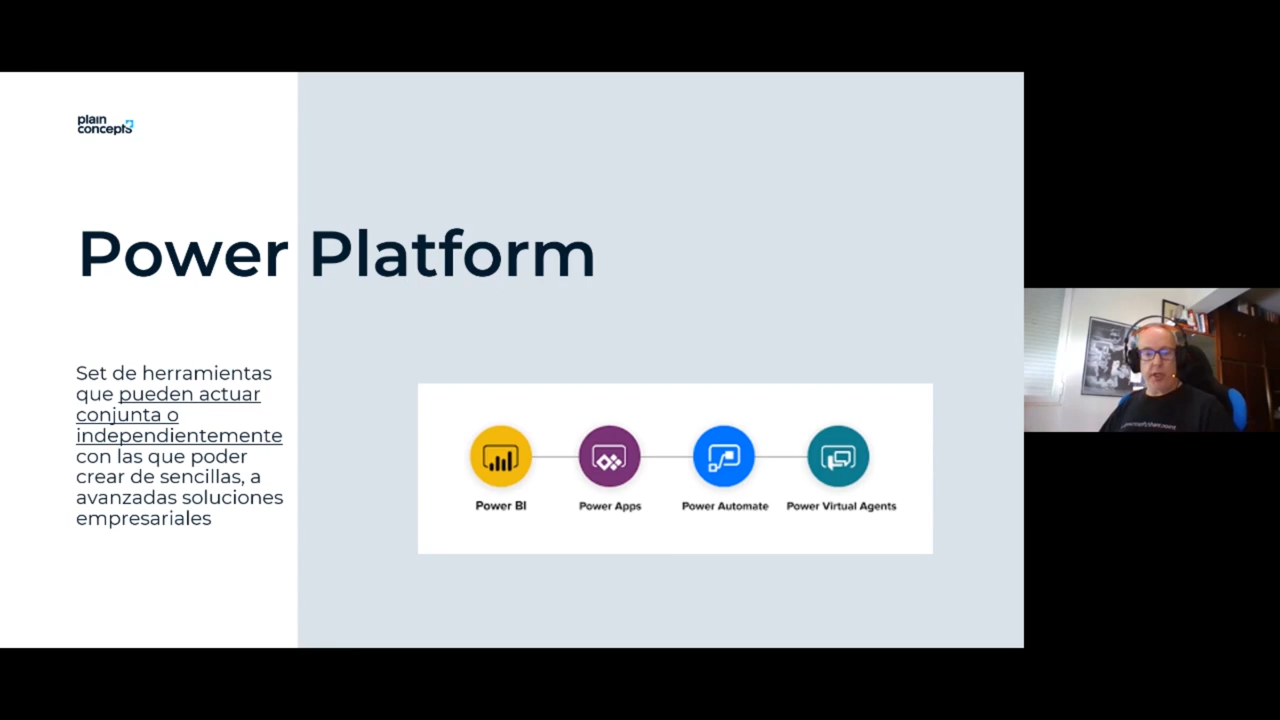 plain
concepts
Power Platform
Set de herramientas
que pueden actuar
conjunta o
independientemente
con las que poder
crear de sencillas, a
avanzadas soluciones
empresariales
Power BI
Power Apps
Power Automate
Power Virtual Agents